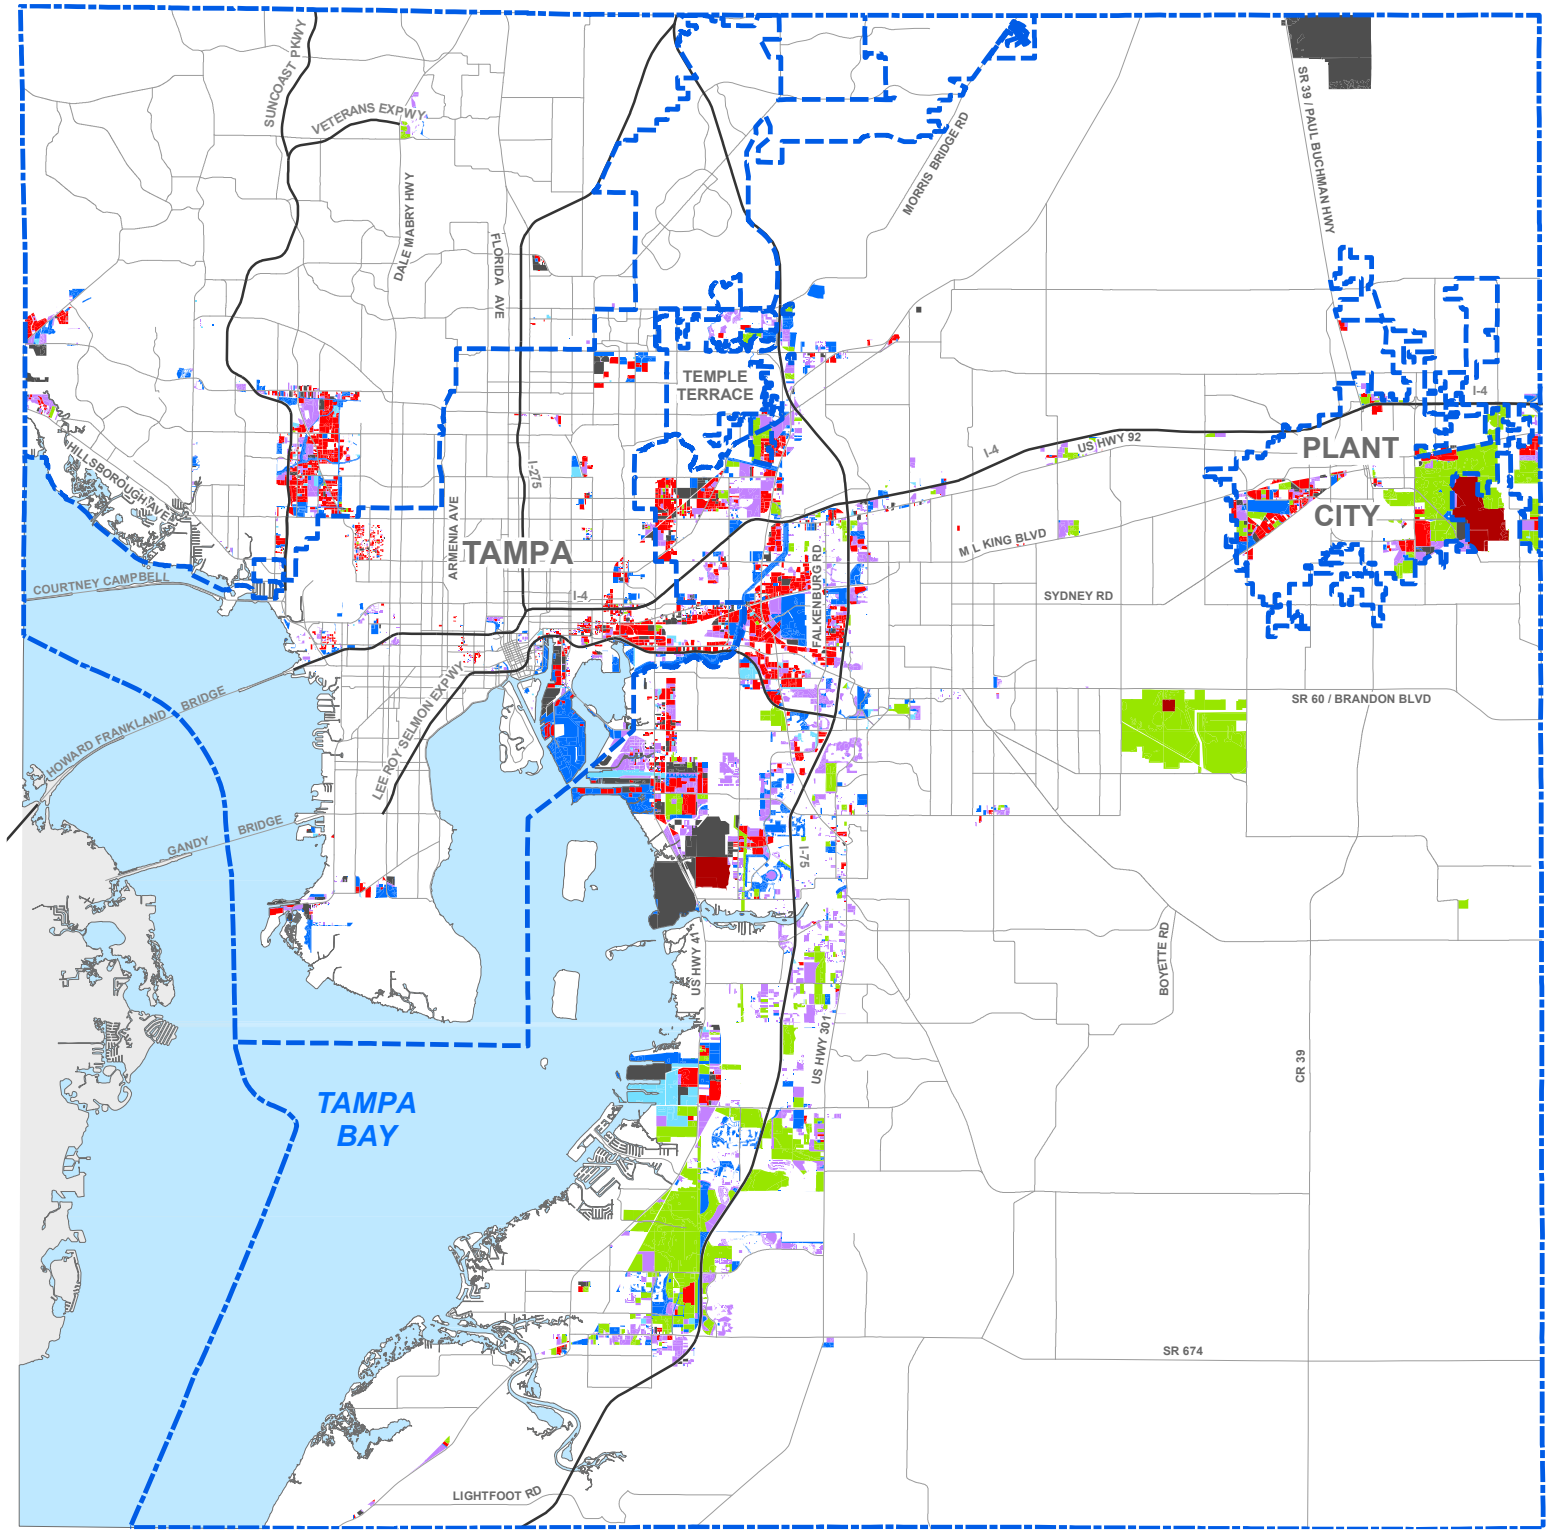 SUNCOAST PKWY
VETERANS EXPWY
DALE MABRY HWY
FLORIDA AVE
MORRIS BRIDGE RD
SR 39 / PAUL BUCHMAN HWY
TEMPLE
TERRACE
I-4
I-4
US HWY 92
PLANT
CITY
HILLSBOROUGH AVE
I-275
ARMENIA AVE
TAMPA
M L KING BLVD
FALKENBURG RD
COURTNEY CAMPBELL
I-4
SYDNEY RD
HOWARD FRANKLAND BRIDGE
LEE ROY SELMON EXPWY
SR 60 / BRANDON BLVD
GANDY BRIDGE
I-75
US HWY 41
BOYETTE RD
US HWY 301
CR 39
TAMPA
BAY
SR 674
LIGHTFOOT RD